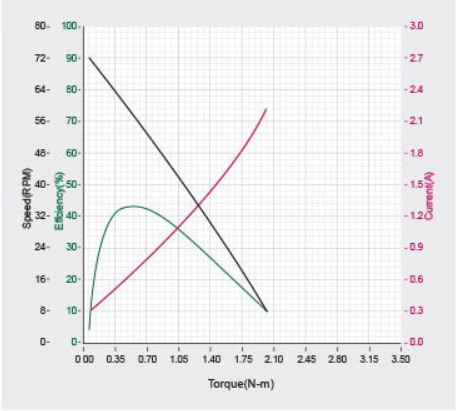 80- 100- - 3.0
72- 90- - 2.7
64- 80- - 2.4
56- 70- - 2.1
48- 60- - 1.8
40- 50- - 1.5
32- 40- - 1.2
24- 30- - 0.9
16- 20- - 0.6
8- 10- - 0.3
0- 0- - 0.0
Speed(RPM)
Effciency(%)
Current(A)
0 00 0.35 0.70 1.05 1.40 1.75 2.10 2.45 2.80 3.15 3.50
Torque(N-m)